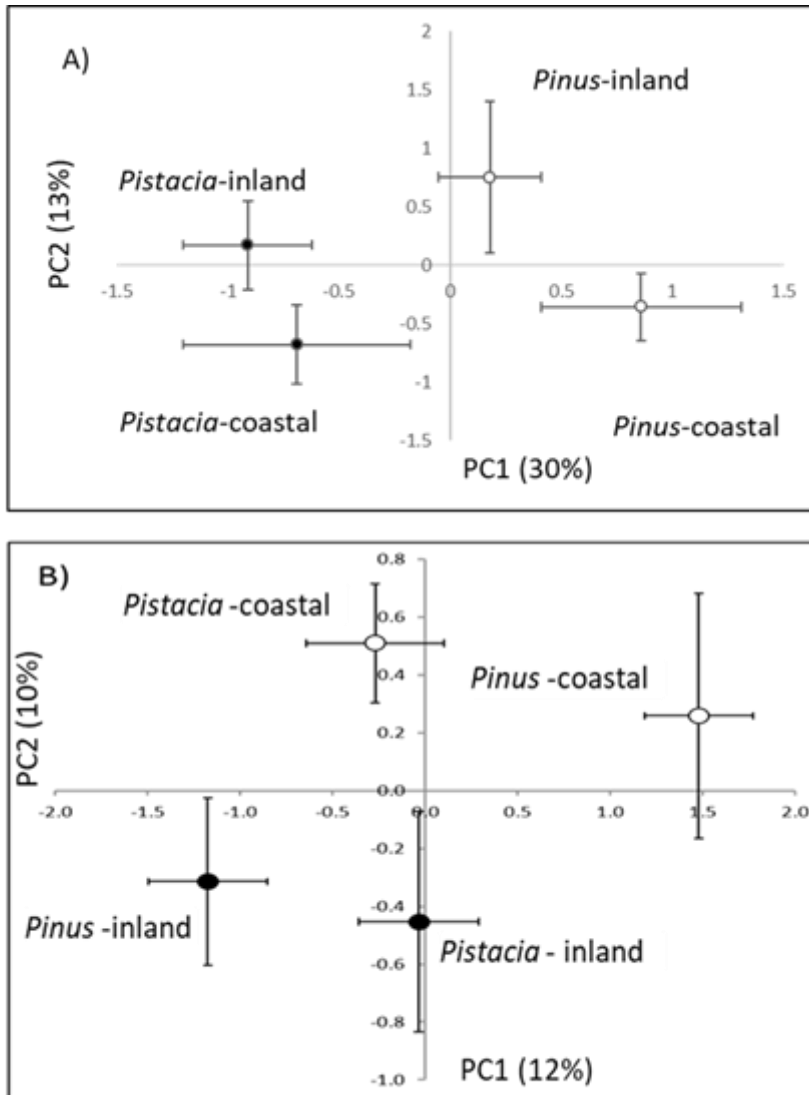 A)
Pinus-inland
Pistacia-inland
PC2 (13%)
2
1.5
1
0.5
0
-1.5
-1
-0.5
0
0.5
1
1.5
-0.5
-1
-1.5
Pistacia-coastal
Pinus-coastal
PC1 (30%)
B)
Pistacia -coastal
Pinus -coastal
PC2 (10%)
0.8
0.6
0.4
0.2
0.0
-2.0
-1.5
-1.0
-0.5
0.0
0.5
1.0
1.5
2.0
-0.2
-0.4
-0.6
-0.8
-1.0
Pinus -inland
Pistacia - inland
PC1 (12%)